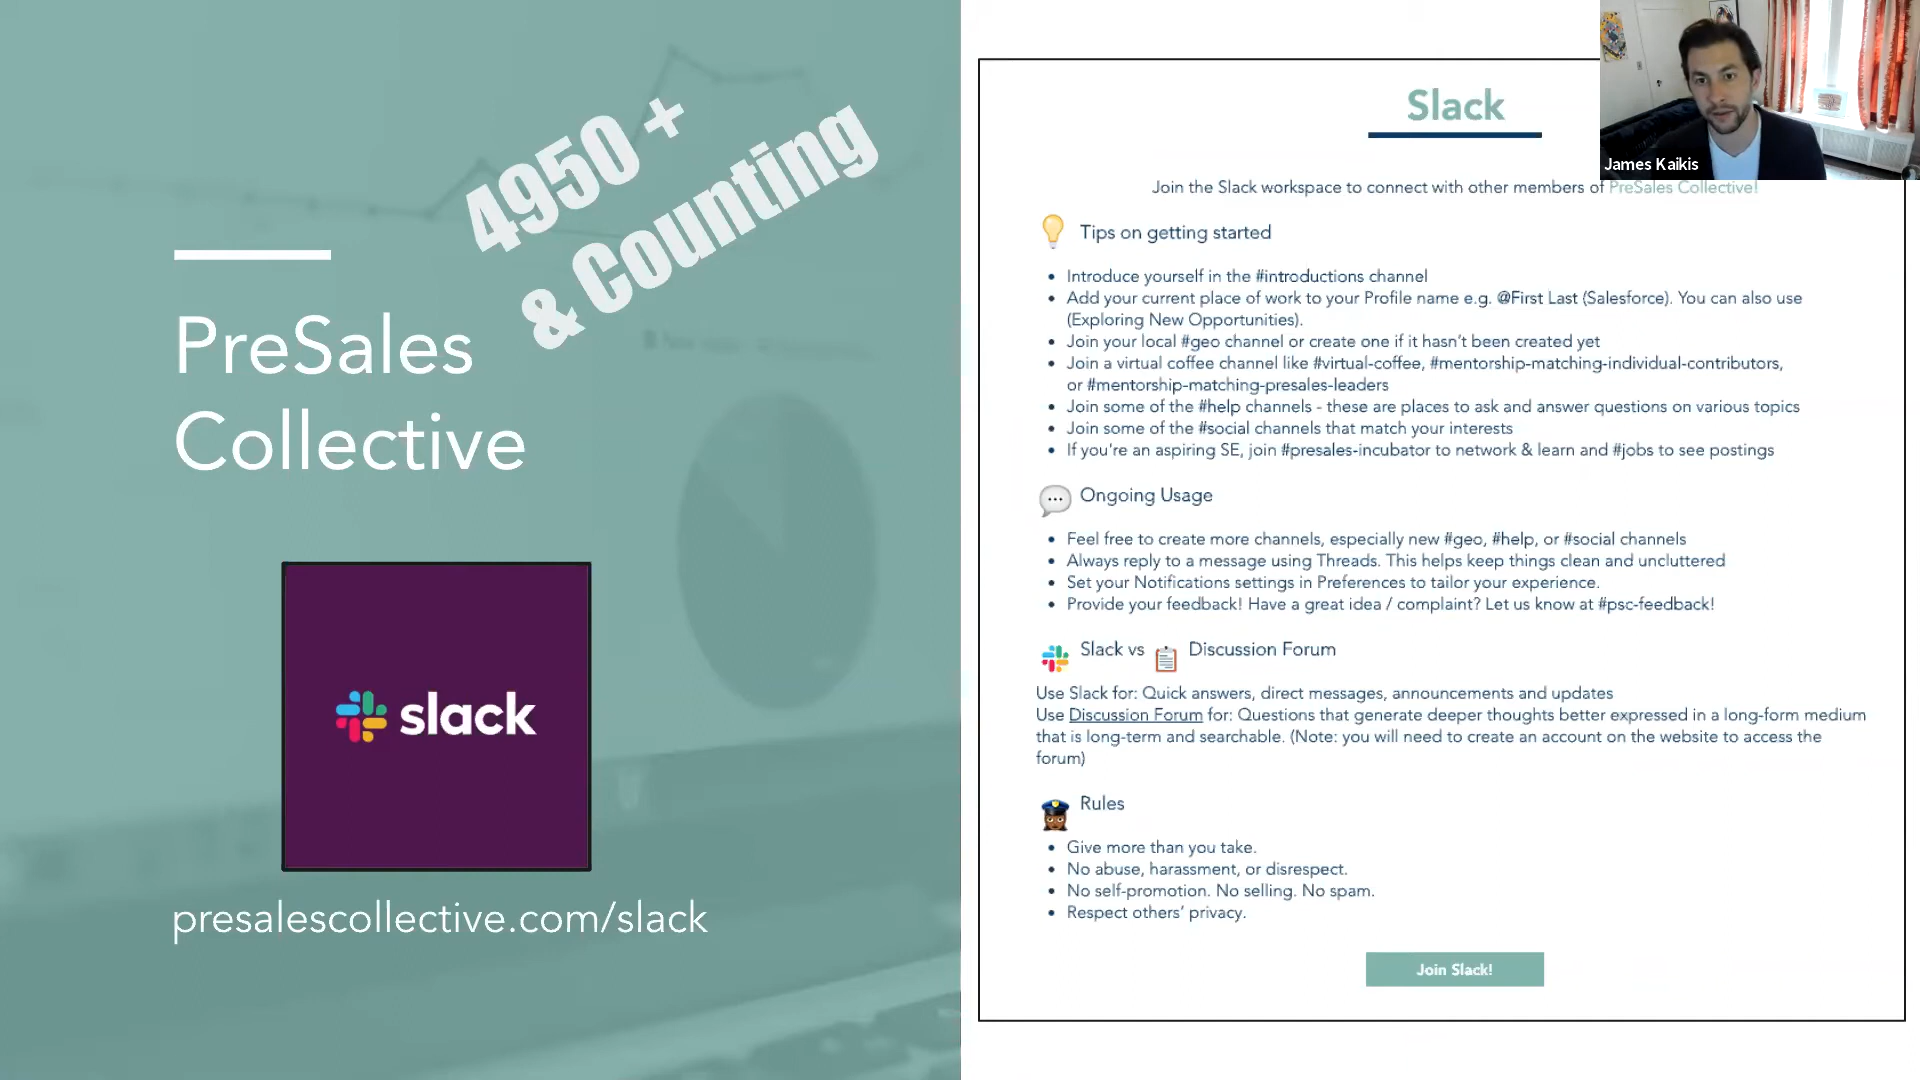 4950 +
& Counting
PreSales
Collective
slack
presalescollective.com/slack
Slack
James Kaikis
Join the Slack workspace to connect with other members of PreSales Collective!
Tips on getting started
• Introduce yourself in the #introductions channel
• Add your current place of work to your Profile name e.g. @First Last (Salesforce). You can also use
(Exploring New Opportunities).
• Join your local #geo channel or create one if it hasn't been created yet
• Join a virtual coffee channel like #virtual-coffee, #mentorship-matching-individual-contributors,
or #mentorship-matching-presales-leaders
• Join some of the #help channels - these are places to ask and answer questions on various topics
• Join some of the #social channels that match your interests
• If you're an aspiring SE, join #presales-incubator to network & learn and #jobs to see postings
Ongoing Usage
• Feel free to create more channels, especially new #geo, #help, or #social channels
• Always reply to a message using Threads. This helps keep things clean and uncluttered
• Set your Notifications settings in Preferences to tailor your experience.
• Provide your feedback! Have a great idea / complaint? Let us know at #psc-feedback!
Slack vs Discussion Forum
Use Slack for: Quick answers, direct messages, announcements and updates
Use Discussion Forum for: Questions that generate deeper thoughts better expressed in a long-form medium
that is long-term and searchable. (Note: you will need to create an account on the website to access the
forum)
Rules
• Give more than you take.
• No abuse, harassment, or disrespect.
• No self-promotion. No selling. No spam.
• Respect others' privacy.
Join Slack!